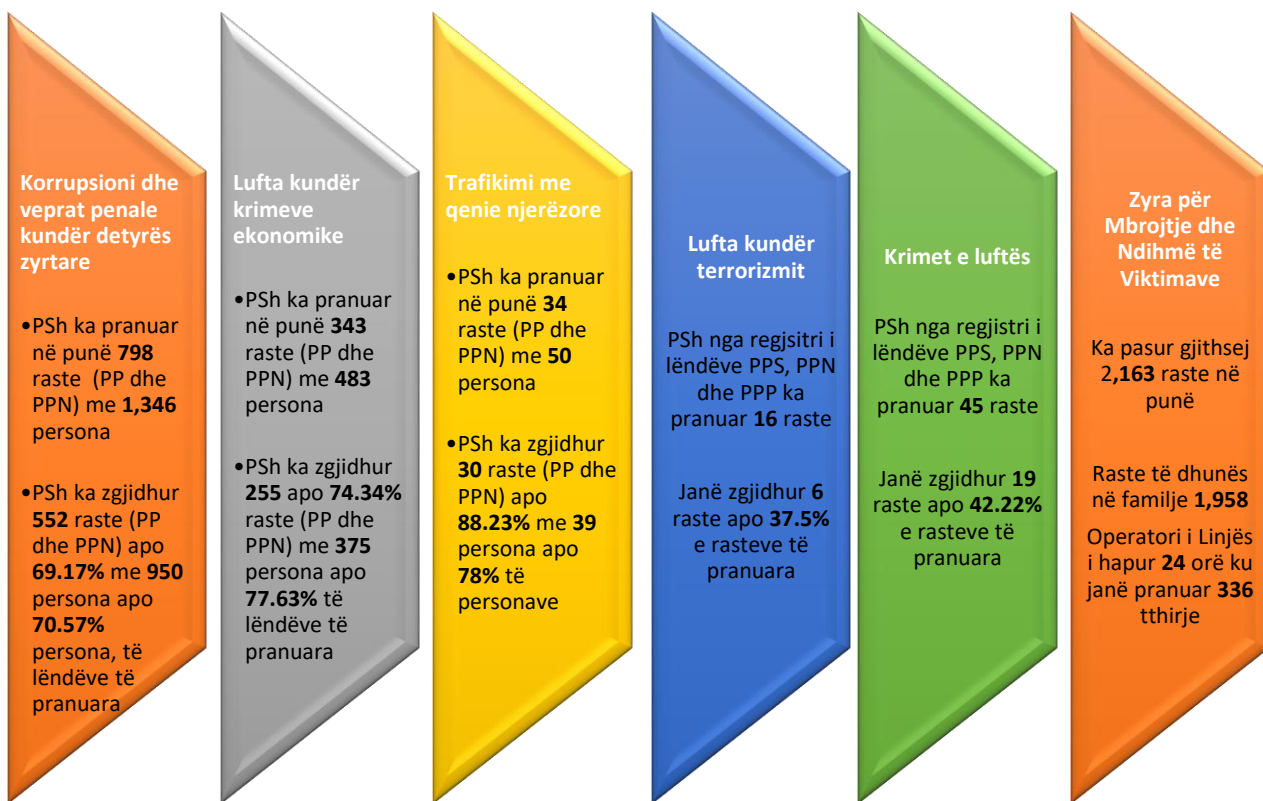 Korrupsioni dhe
veprat penale
kundër detyrës
zyrtare
•PSh ka pranuar
në punë 798
raste (PP dhe
PPN) me 1,346
persona
•PSh ka zgjidhur
552 raste (PP
dhe PPN) apo
69.17% me 950
persona apo
70.57%
persona, të
lëndëve të
pranuara
Lufta kundër
krimeve
ekonomike
•PSh ka pranuar
në punë 343
raste (PP dhe
PPN) me 483
persona
•PSh ka zgjidhur
255 apo 74.34%
raste (PP dhe
PPN) me 375
persona apo
77.63% të
lëndëve të
pranuara
Trafikimi me
qenie njerëzore
•PSh ka pranuar
në punë 34
raste (PP dhe
PPN) me 50
persona
•PSh ka zgjidhur
30 raste (PP dhe
PPN) apo
88.23% me 39
persona apo
78% të
personave
Lufta kundër
terrorizmit
PSh nga regjsitri i
lëndëve PPS, PPN
dhe PPP ka
pranuar 16 raste
Janë zgjidhur 6
raste apo 37.5%
e rasteve të
pranuara
Krimet e luftës
PSh nga regjistri i
lëndëve PPS, PPN
dhe PPP ka
pranuar 45 raste
Janë zgjidhur 19
raste apo 42.22%
e rasteve të
pranuara
Zyra për
Mbrojtje dhe
Ndihmë të
Viktimave
Ka pasur gjithsej
2,163 raste në
punë
Raste të dhunës
në familje 1,958
Operatori i Linjës
i hapur 24 orë ku
janë pranuar 336
tthirje